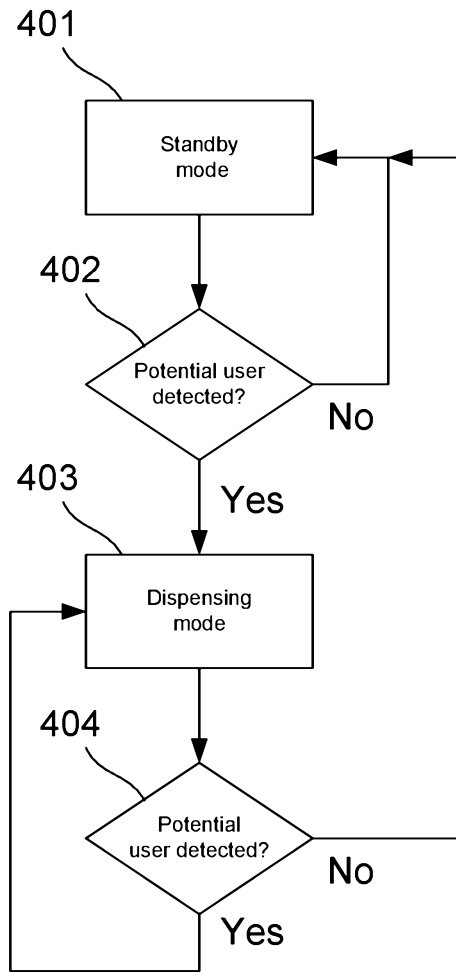 401
Standby
mode
402
Potential user
detected?
No
Yes
403
Dispensing
mode
404
Potential
user detected?
No
Yes